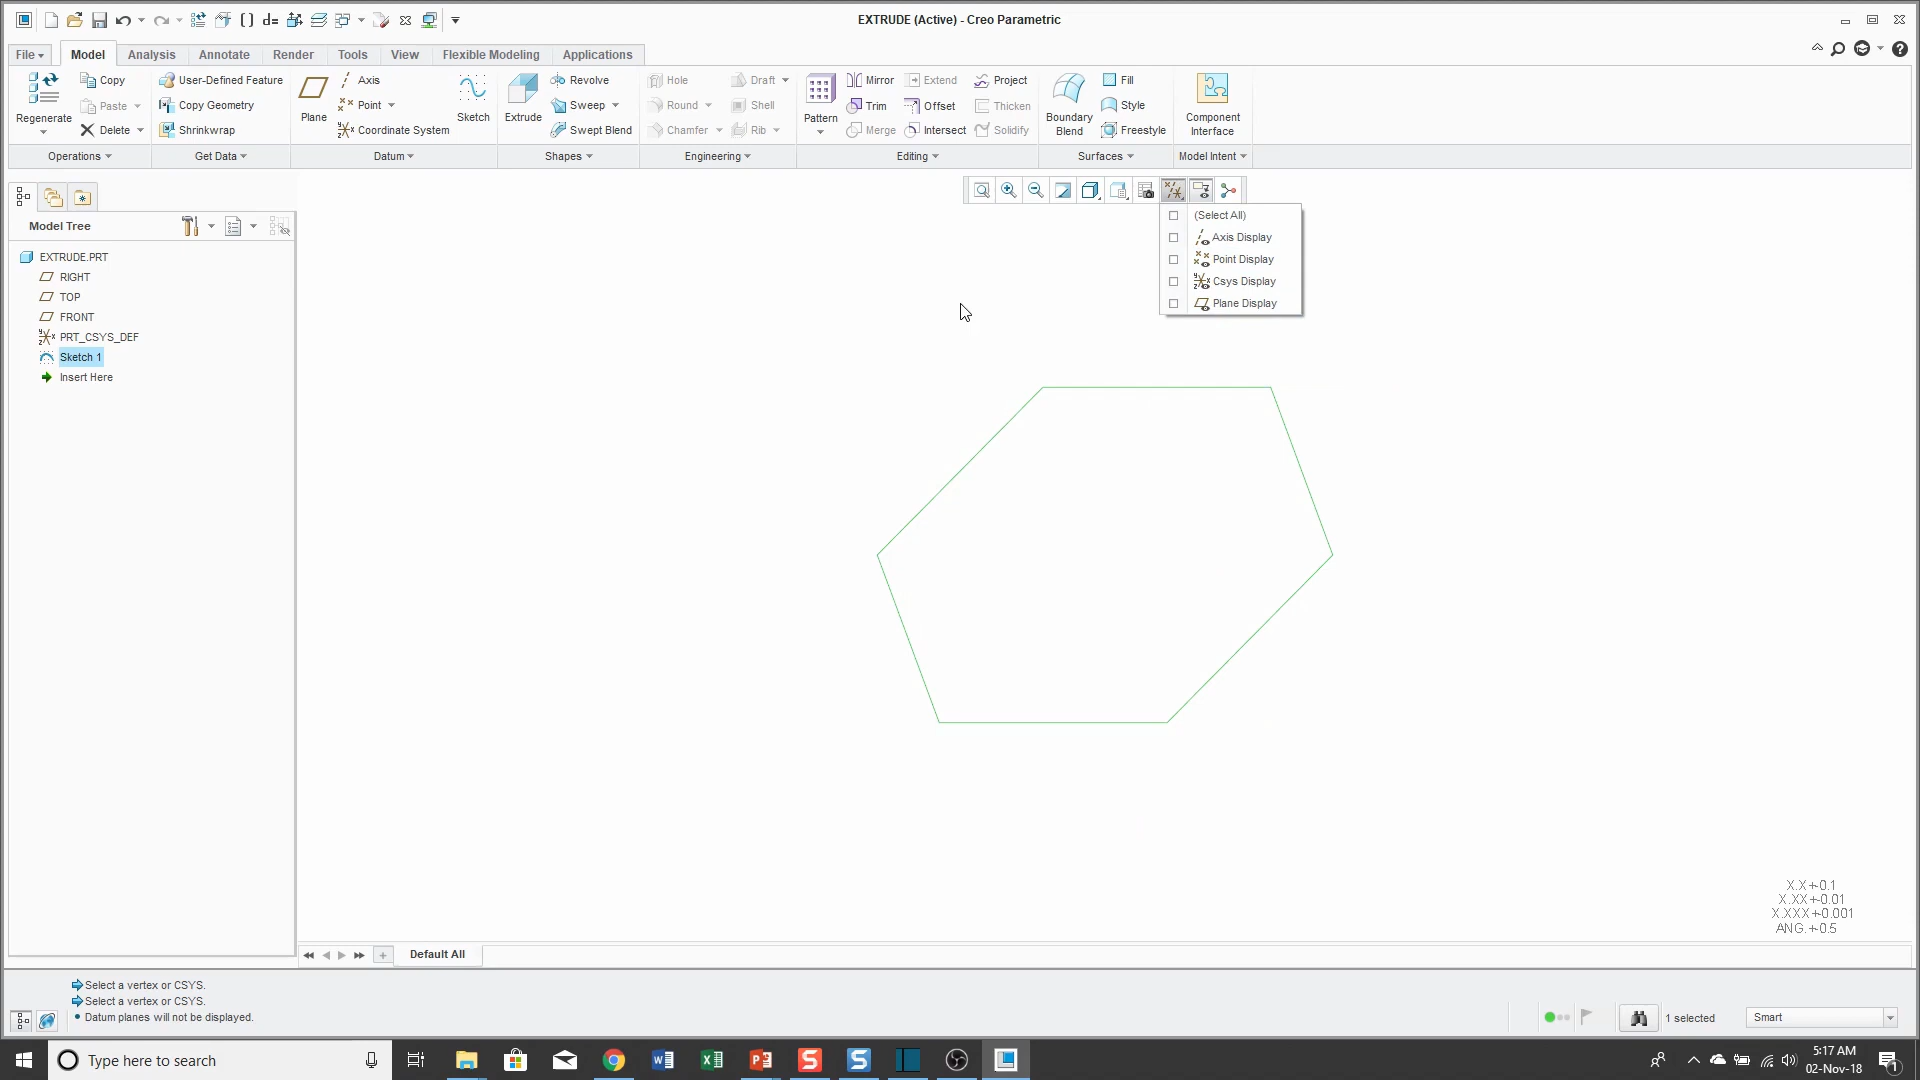 EXTRUDE (Active) - Creo Parametric
File Model Analysis Annotate Render Tools View Flexible Modeling Applications
Regenerate
Copy
Paste
Delete
Operations
User-Defined Feature
Copy Geometry
Shrinkwrap
Get Data
Plane
Axis
Point
Coordinate System
Sketch
Datum
Extrude
Revolve
Sweep
Swept Blend
Shapes
Hole
Round
Chamfer
Draft
Shell
Rib
Engineering
Pattern
Mirror
Trim
Merge
Extend
Offset
Intersect
Project
Thicken
Solidify
Editing
Boundary
Blend
Fill
Style
Freestyle
Surfaces
Component
Interface
Model Intent
(Select All)
Axis Display
Point Display
Csys Display
Plane Display
Model Tree
EXTRUDE.PRT
RIGHT
TOP
FRONT
PRT_CSYS_DEF
Sketch 1
Insert Here
X.X+-0.1
X.XX+-0.01
X.XXX+-0.001
ANG.+-0.5
Default All
Select a vertex or CSYS.
Select a vertex or CSYS.
Datum planes will not be displayed.
1 selected
Smart
Type here to search
5:17 AM
02-Nov-18
1